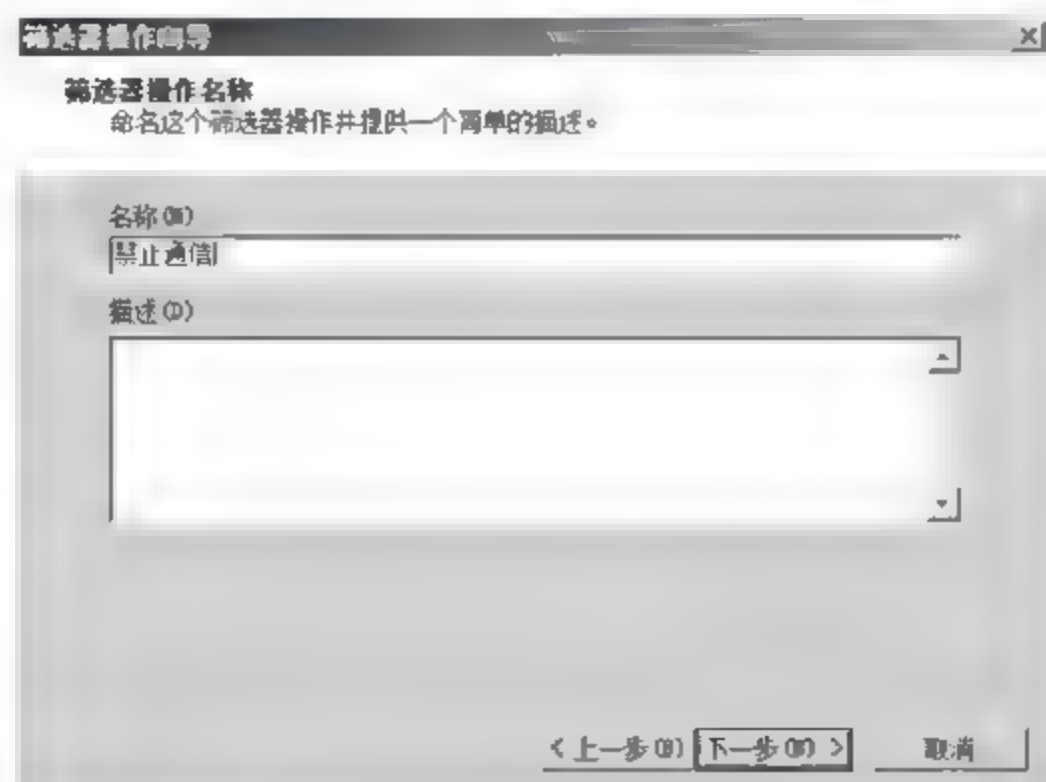 筛选器操作向导
筛选器操作名称
命名这个筛选器操作并提供一个简单的描述。
名称(N)
禁止通信
描述(D)
< 上一步(B) 下一步(N) > 取消